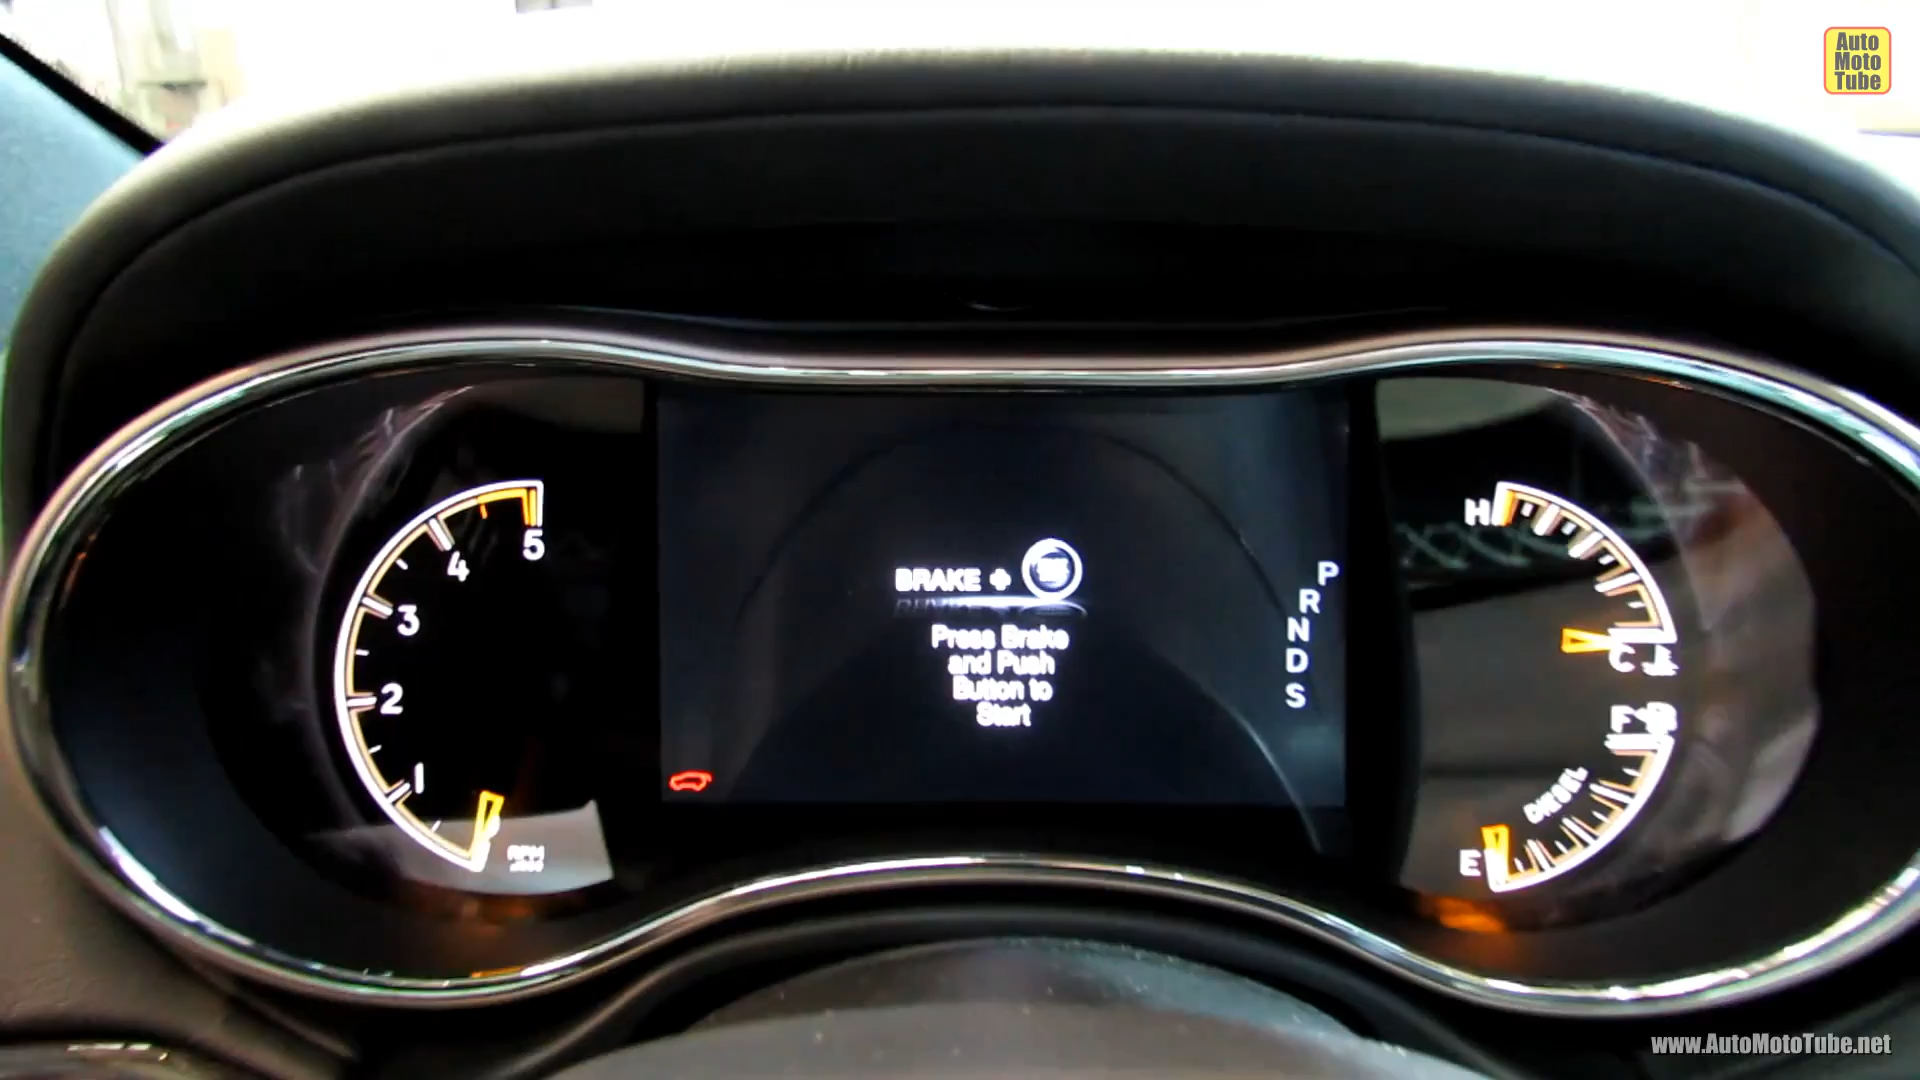 Auto
Moto
Tube
5
4
3
2
1
RPM
BRAKE +
Press Brake
and Push
Button to
Start
P
R
N
D
S
H
C
F
DIESEL
E
www.AutoMotoTube.net